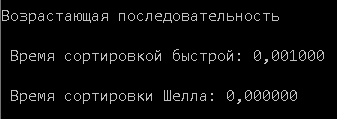 Возрастающая последовательность
Время сортировкой быстрой: 0,001000
Время сортировки Шелла: 0,000000